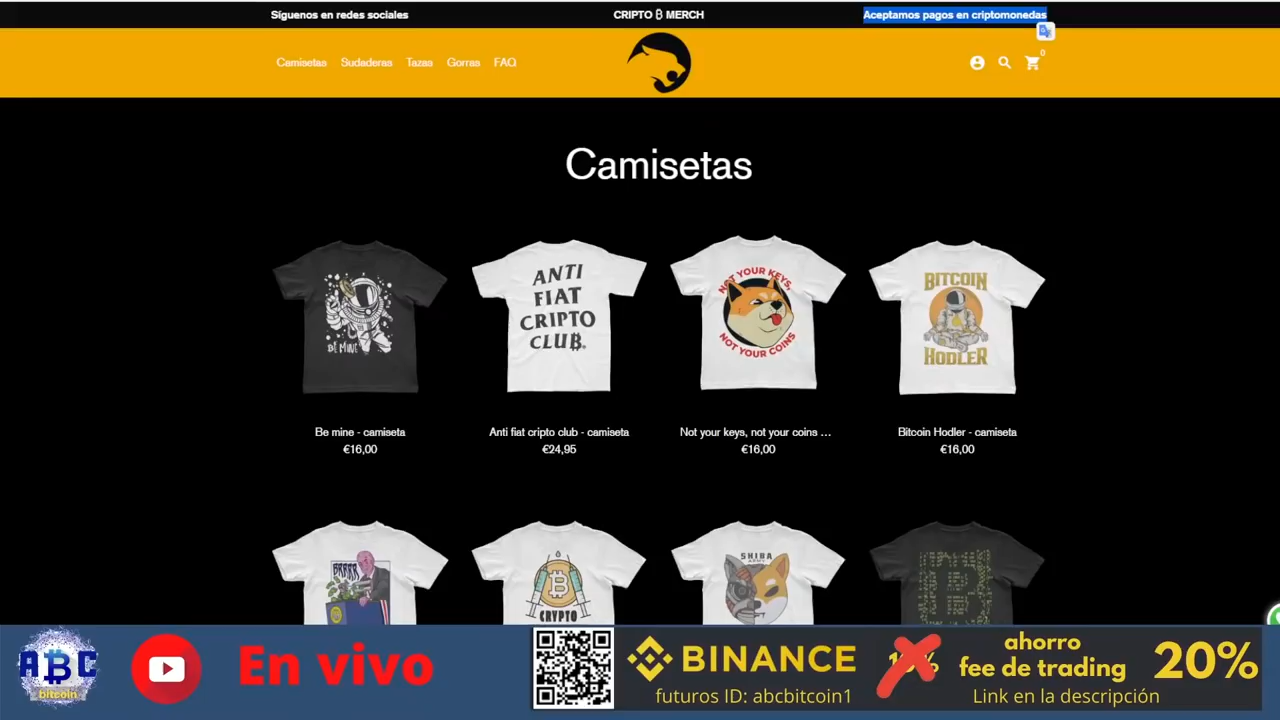 Síguenos en redes sociales
CRIPTO ₿ MERCH
Aceptamos pagos en criptomonedas
Camisetas
Sudaderas
Tazas
Gorras
FAQ
0
Camisetas
BE MINE
ANTI
FIAT
CRIPTO
CLU₿
NOT YOUR KEYS,
NOT YOUR COINS
BITCOIN
HODLER
Be mine - camiseta
Anti fiat cripto club - camiseta
Not your keys, not your coins ...
Bitcoin Hodler - camiseta
€16,00
€24,95
€16,00
€16,00
BRRRR
CRYPTO
SHIBA
ARMY
ABC
bitcoin
En vivo
BINANCE
futuros ID: abcbitcoin1
ahorro
fee de trading
Link en la descripción
20%